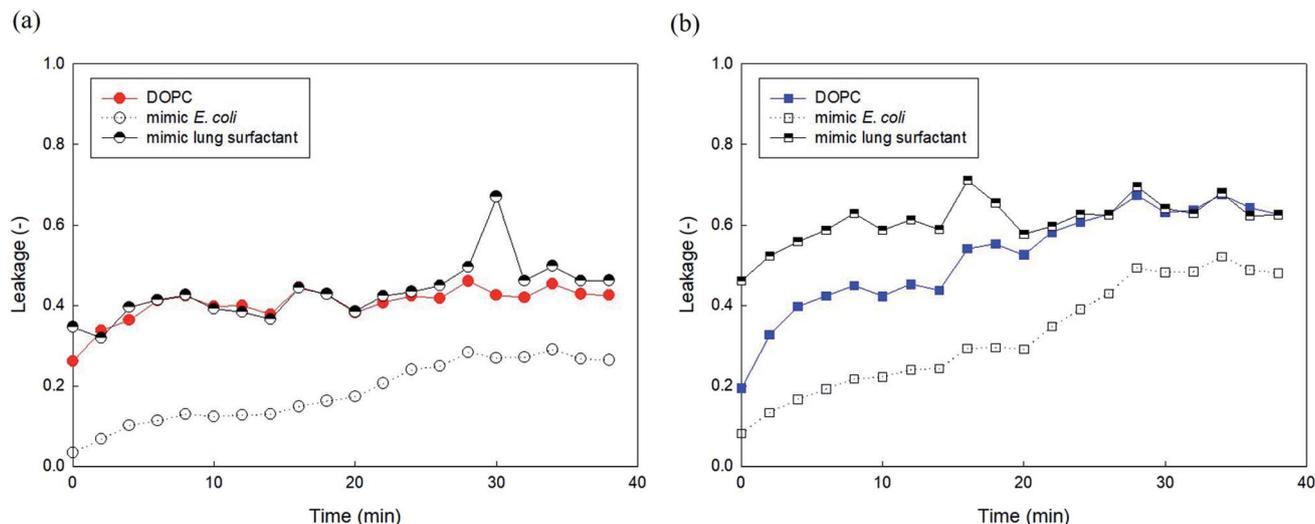 (a)
1.0
0.8
0.6
0.4
0.2
0.0
Leakage (-)
DOPC
mimic E. coli
mimic lung surfactant
0 10 20 30 40
Time (min)
(b)
1.0
0.8
0.6
0.4
0.2
0.0
Leakage (-)
DOPC
mimic E. coli
mimic lung surfactant
0 10 20 30 40
Time (min)